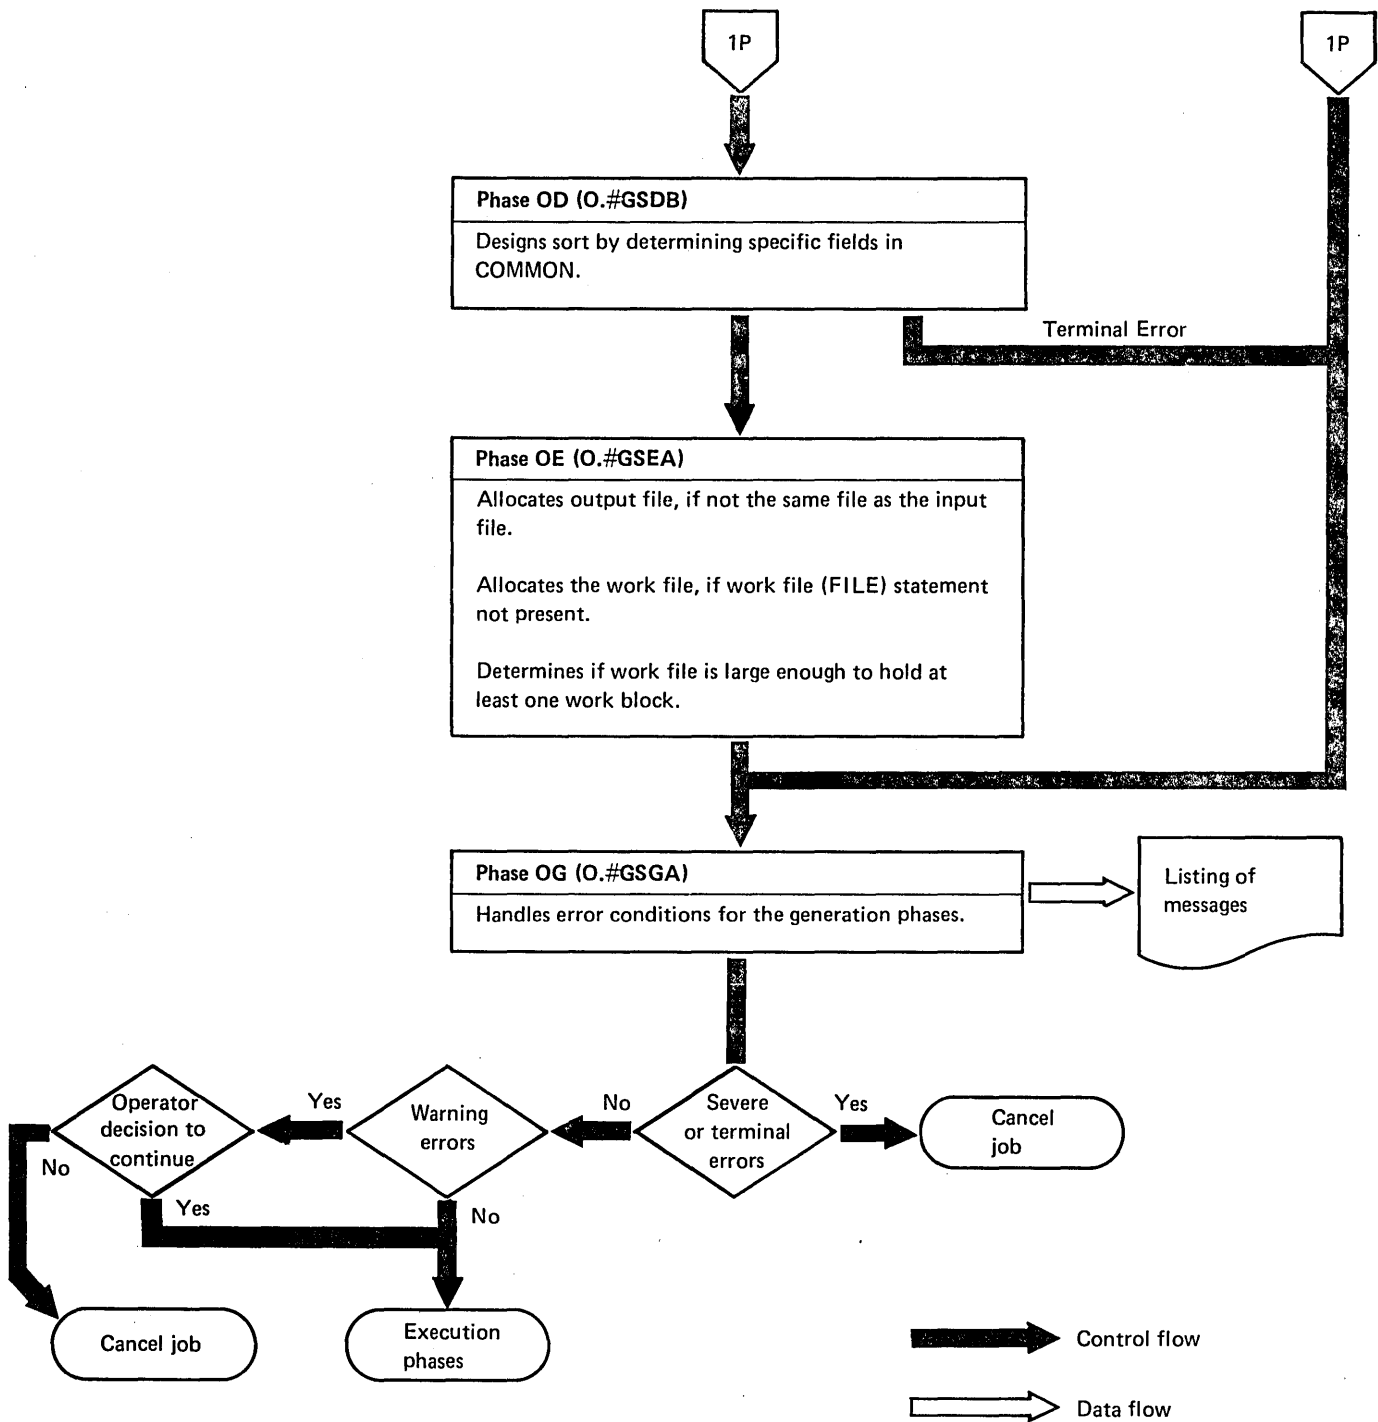 1P
1P
Phase OD (O.#GSDB)
Designs sort by determining specific fields in
COMMON.
Terminal Error
Phase OE (O.#GSEA)
Allocates output file, if not the same file as the input
file.
Allocates the work file, if work file (FILE) statement
not present.
Determines if work file is large enough to hold at
least one work block.
Phase OG (O.#GSGA)
Handles error conditions for the generation phases.
Listing of
messages
Operator
decision to
continue
Yes
Warning
errors
No
Severe
or terminal
errors
Yes
Cancel
job
No
Yes
No
Cancel job
Execution
phases
Control flow
Data flow